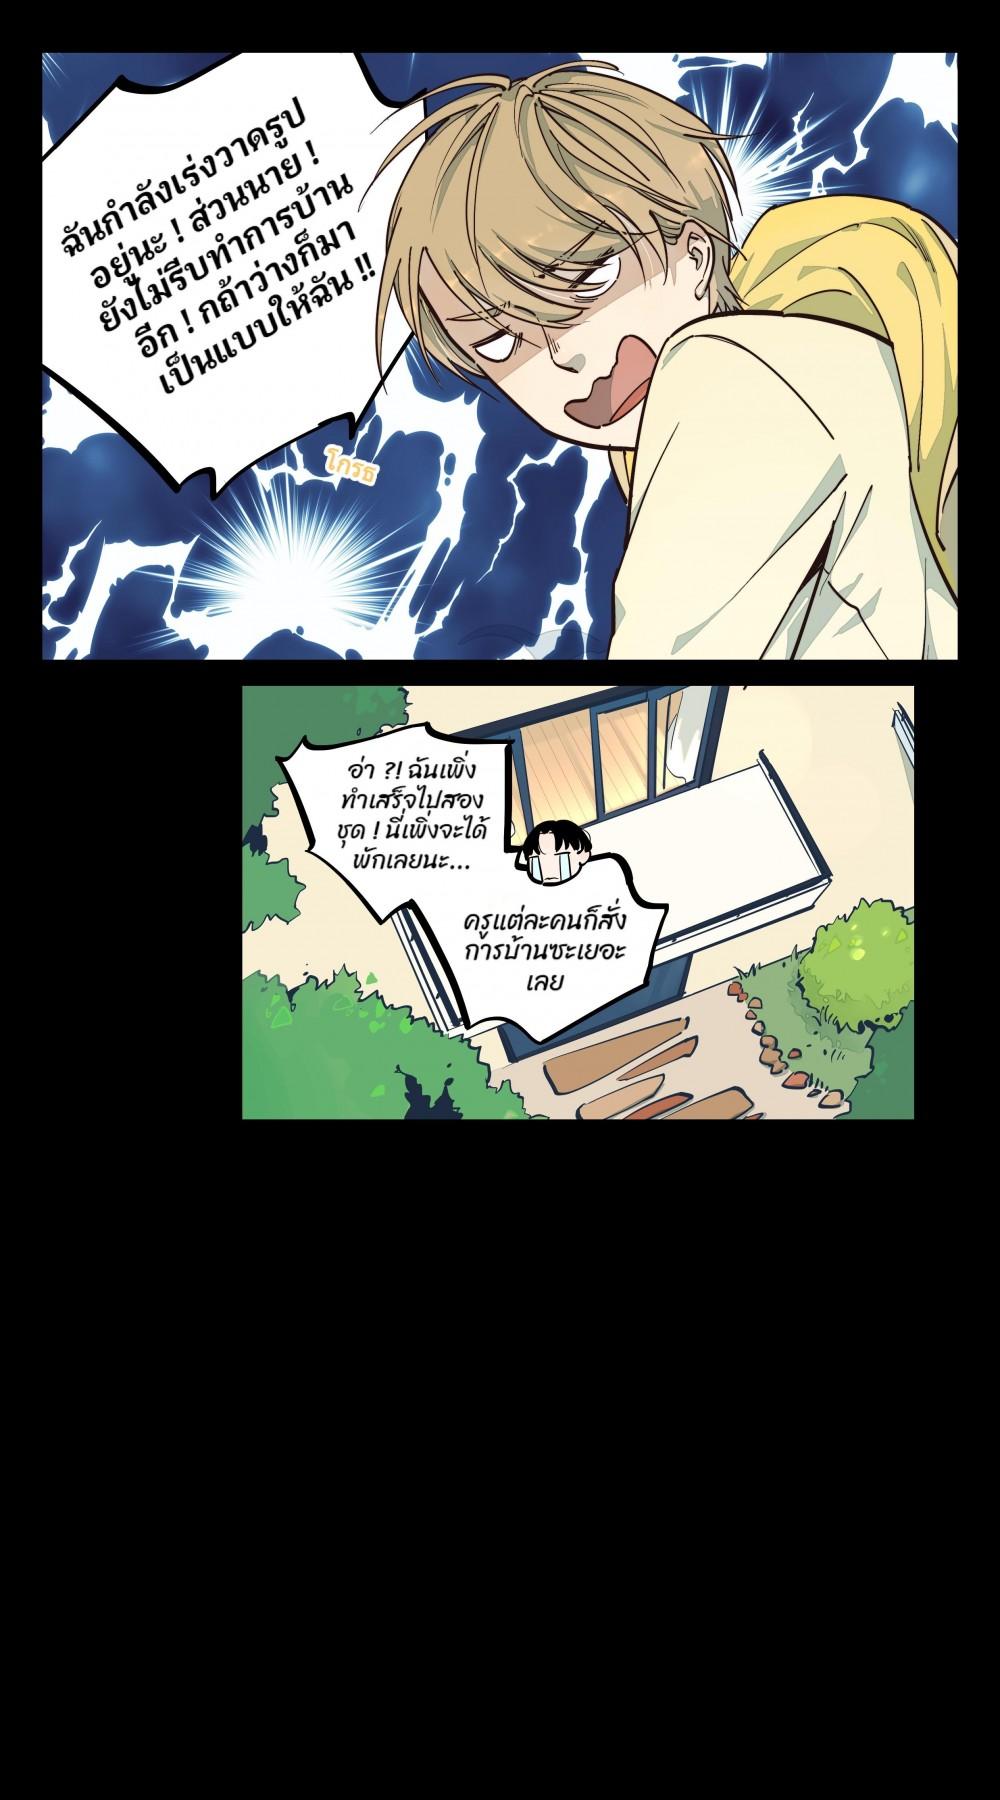 ฉันกำลังเร่งวาดรูป
อยู่นะ ! ส่วนนาย !
ยังไม่รีบทำการบ้าน
อีก ! กถ้าว่างก็มา
เป็นแบบให้ฉัน !!
โกรธ
อ่า ?! ฉันเพิ่ง
ทำเสร็จไปสอง
ชุด ! นี่เพิ่งจะได้
พักเลยนะ...
ครูแต่ละคนก็สั่ง
การบ้านซะเยอะ
เลย